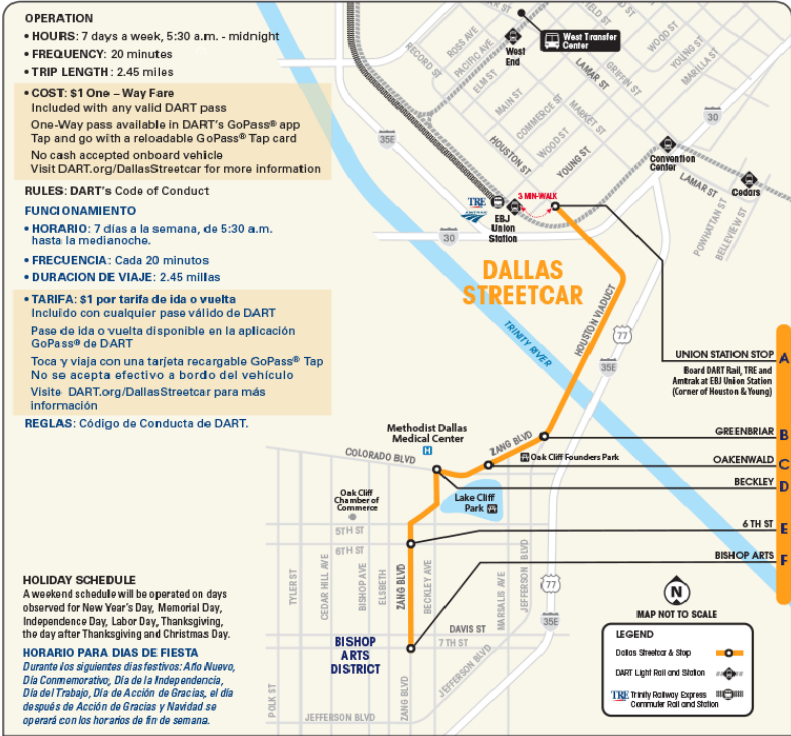 OPERATION
• HOURS: 7 days a week, 5:30 a.m. - midnight
• FREQUENCY: 20 minutes
• TRIP LENGTH: 2.45 miles
• COST: $1 One – Way Fare
Included with any valid DART pass
One-Way pass available in DART's GoPass® app
Tap and go with a reloadable GoPass® Tap card
No cash accepted onboard vehicle
Visit DART.org/DallasStreetcar for more information
RULES: DART's Code of Conduct
FUNCIONAMIENTO
• HORARIO: 7 días a la semana, de 5:30 a.m.
hasta la medianoche.
• FRECUENCIA: Cada 20 minutos
• DURACION DE VIAJE: 2.45 millas
• TARIFA: $1 por tarifa de ida o vuelta
Incluido con cualquier pase válido de DART
Pase de ida o vuelta disponible en la aplicación
GoPass® de DART
Toca y viaja con una tarjeta recargable GoPass® Tap
No se acepta efectivo a bordo del vehículo
Visite DART.org/DallasStreetcar para más
información
REGLAS: Código de Conducta de DART.
HOLIDAY SCHEDULE
A weekend schedule will be operated on days
observed for New Year's Day, Memorial Day,
Independence Day, Labor Day, Thanksgiving,
the day after Thanksgiving and Christmas Day.
HORARIO PARA DIAS DE FIESTA
Durante los siguientes dias festivos: Año Nuevo,
Día Conmemorativo, Día de la Independencia,
Día del Trabajo, Día de Acción de Gracias, el día
después de Acción de Gracias y Navidad se
operará con los horarios de fin de semana.
West Transfer
Center
West
End
RECORD ST
ROSS AVE
PACIFIC AVE
ELM ST
MAIN ST
COMMERCE ST
WOOD ST
YOUNG ST
HOUSTON ST
MARKET ST
LAMAR ST
GRIFFIN ST
FIELD ST
WOOD ST
YOUNG ST
MARILLA ST
35E
30
Convention
Center
LAMAR ST
Cedars
POWHATTAN ST
BELLEVIEW ST
TRE
AMTRAK
3 MIN-WALK
EBJ
Union
Station
30
DALLAS
STREETCAR
HOUSTON VIADUCT
TRINITY RIVER
77
35E
UNION STATION STOP
A
Board DART Rail, TRE and
Amtrak at EBJ Union Station
(Corner of Houston & Young)
GREENBRIAR
B
OAKENWALD
C
BECKLEY
D
6 TH ST
E
BISHOP ARTS
F
Methodist Dallas
Medical Center
H
COLORADO BLVD
ZANG BLVD
Oak Cliff Founders Park
Oak Cliff
Chamber of
Commerce
Lake Cliff
Park
5TH ST
6TH ST
TYLER ST
CEDAR HILL AVE
BISHOP AVE
ELSBETH
ZANG BLVD
BECKLEY AVE
MARSALIS AVE
JEFFERSON BLVD
77
35E
DAVIS ST
7 TH ST
BISHOP
ARTS
DISTRICT
POLK ST
ZANG BLVD
JEFFERSON BLVD
JEFFERSON BLVD
N
MAP NOT TO SCALE
LEGEND
Dallas Streetcar & Stop
DART Light Rail and Station
TRE Trinity Railway Express
Commuter Rail and Station